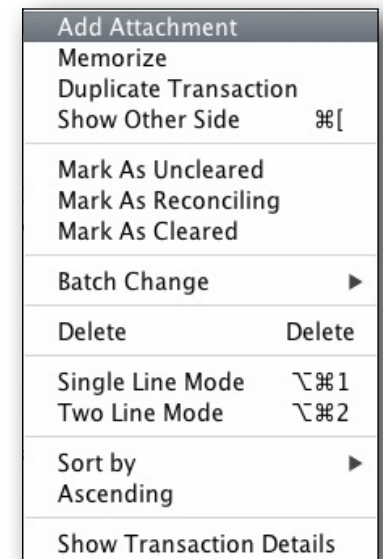 Add Attachment
Memorize
Duplicate Transaction
Show Other Side ⌘[
Mark As Uncleared
Mark As Reconciling
Mark As Cleared
Batch Change ▶
Delete Delete
Single Line Mode ⌥⌘1
Two Line Mode ⌥⌘2
Sort by ▶
Ascending
Show Transaction Details